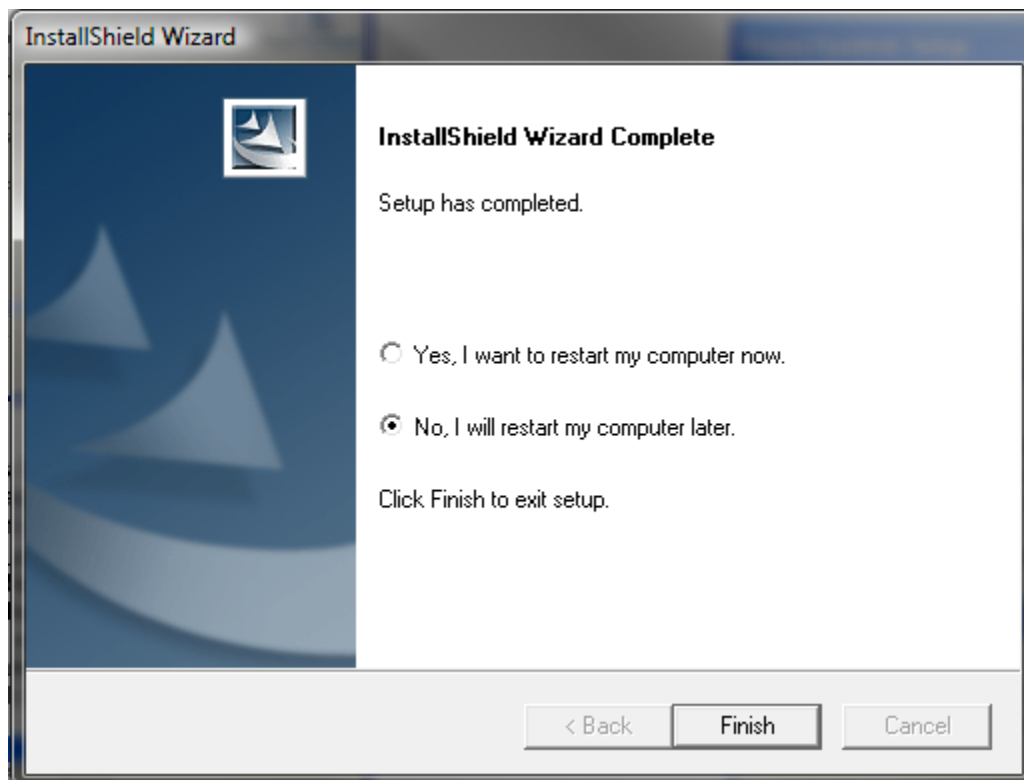 InstallShield Wizard
InstallShield Wizard Complete
Setup has completed.
Yes, I want to restart my computer now.
No, I will restart my computer later.
Click Finish to exit setup.
< Back
Finish
Cancel